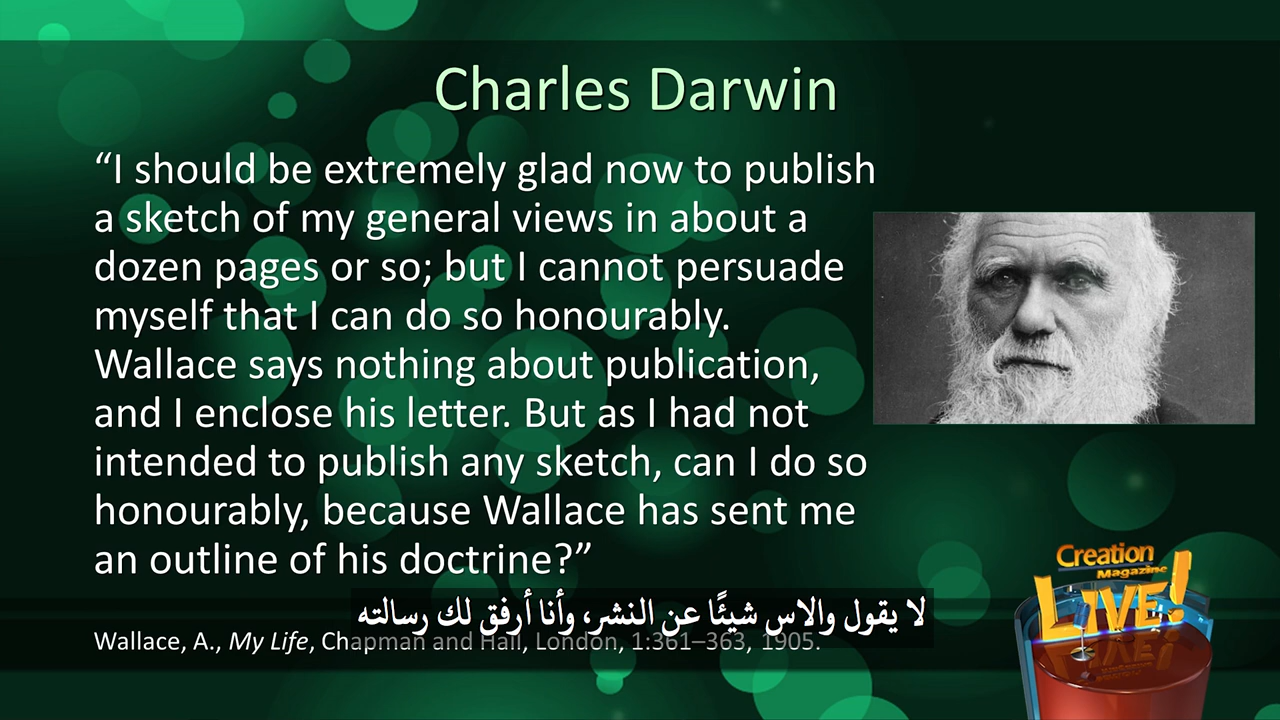 Charles Darwin
“I should be extremely glad now to publish
a sketch of my general views in about a
dozen pages or so; but I cannot persuade
myself that I can do so honourably.
Wallace says nothing about publication,
and I enclose his letter. But as I had not
intended to publish any sketch, can I do so
honourably, because Wallace has sent me
an outline of his doctrine?”
لا يقول والاس شيئًا عن النشر، وأنا أرفق لك رسالته
Wallace, A., My Life, Chapman and Hall, London, 1:361–363, 1905.
Creation
Magazine
LIVE!